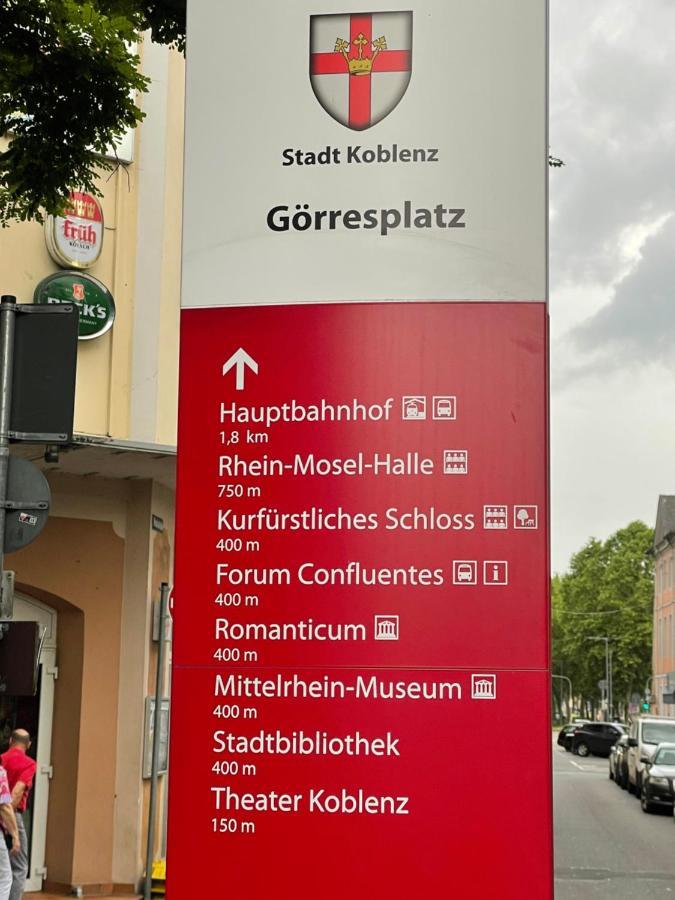 Stadt Koblenz
Görresplatz
früh
KÖLSCH
BECK'S
Hauptbahnhof
1,8 km
Rhein-Mosel-Halle
750 m
Kurfürstliches Schloss
400 m
Forum Confluentes
i
400 m
Romanticum
400 m
Mittelrhein-Museum
400 m
Stadtbibliothek
400 m
Theater Koblenz
150 m